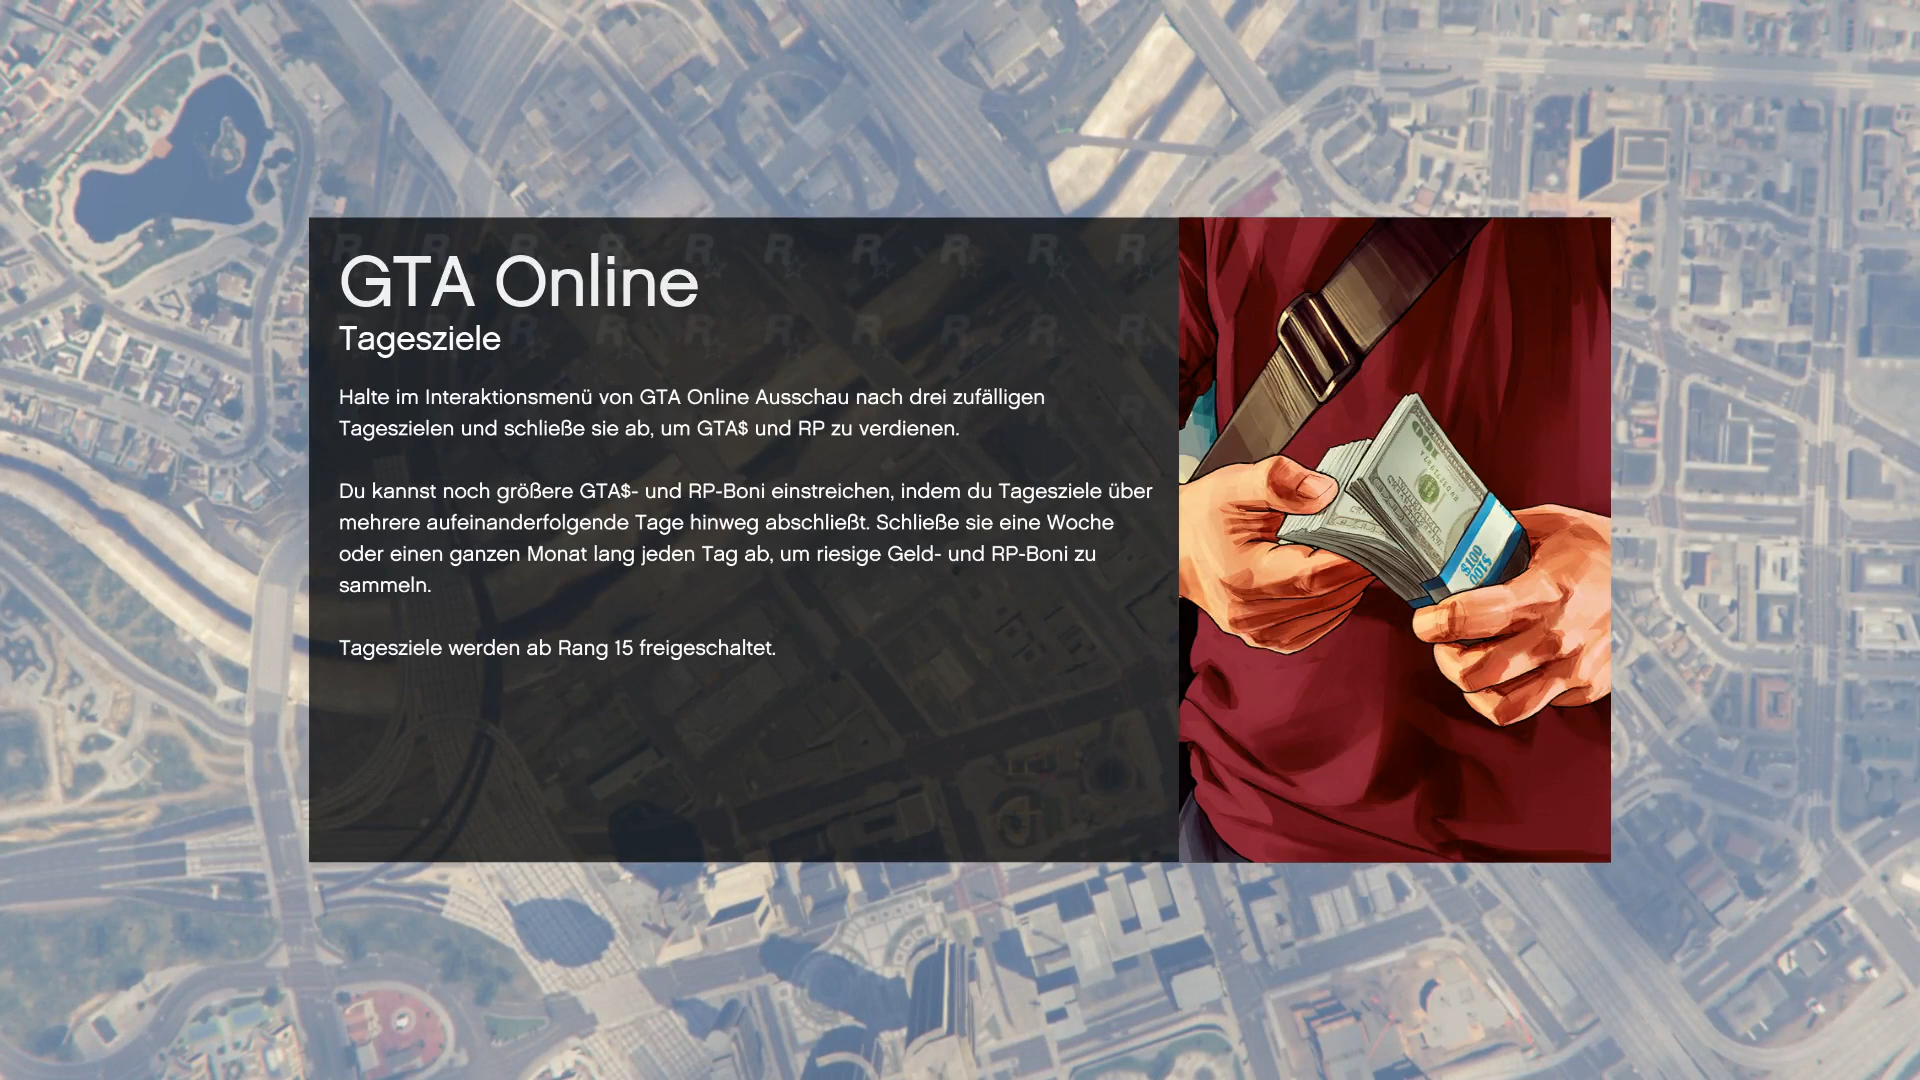 GTA Online
Tagesziele
Halte im Interaktionsmenü von GTA Online Ausschau nach drei zufälligen
Tageszielen und schließe sie ab, um GTA$ und RP zu verdienen.
Du kannst noch größere GTA$- und RP-Boni einstreichen, indem du Tagesziele über
mehrere aufeinanderfolgende Tage hinweg abschließt. Schließe sie eine Woche
oder einen ganzen Monat lang jeden Tag ab, um riesige Geld- und RP-Boni zu
sammeln.
Tagesziele werden ab Rang 15 freigeschaltet.